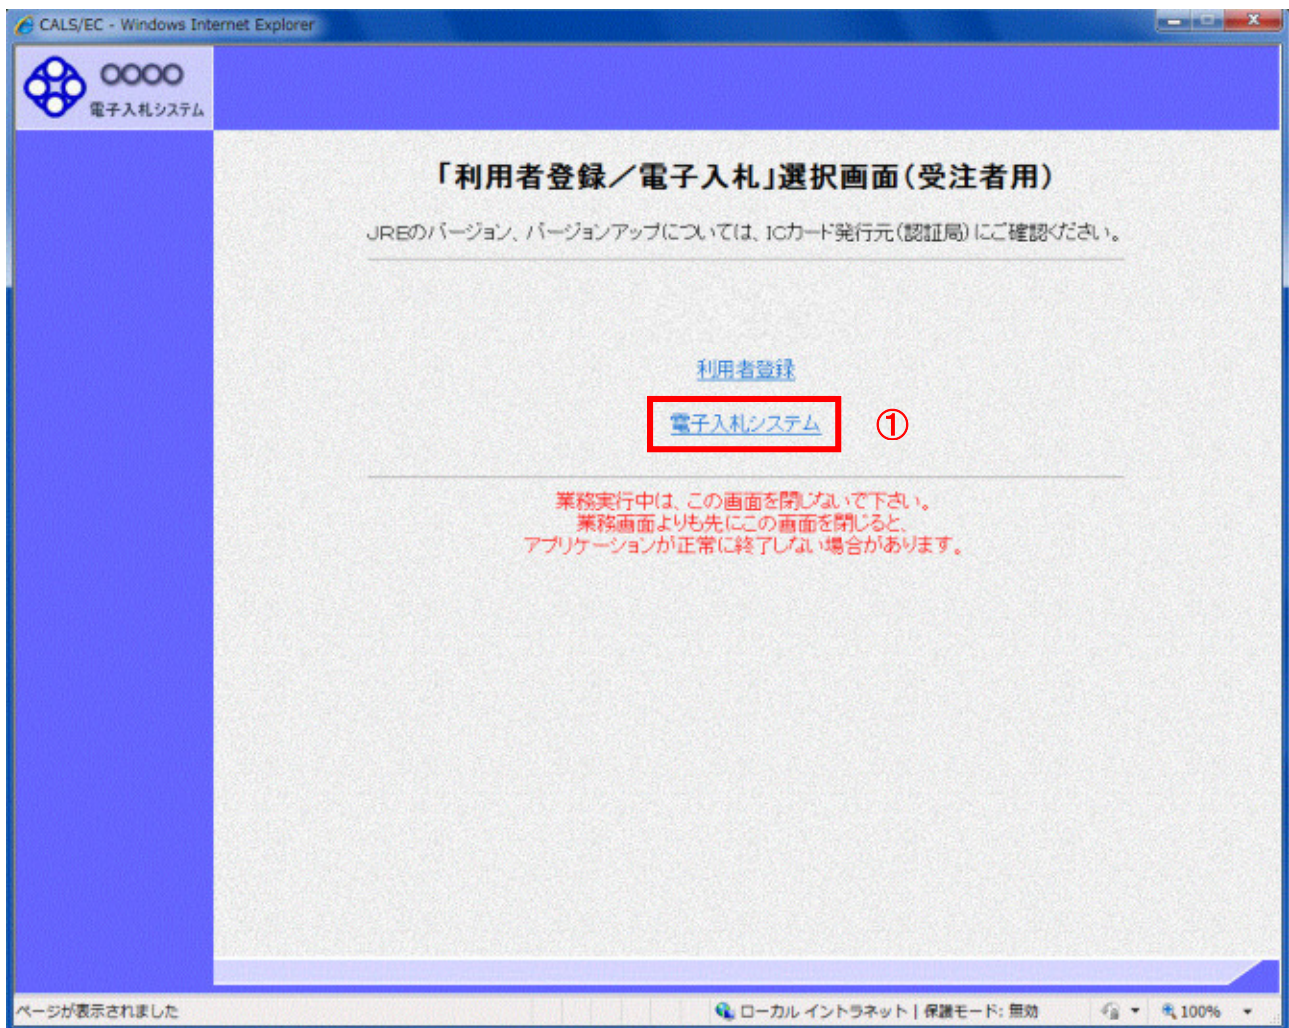 CALS/EC - Windows Internet Explorer
〇〇〇〇
電子入札システム
「利用者登録／電子入札」選択画面(受注者用)
JREのバージョン、バージョンアップについては、ICカード発行元(認証局)にご確認ください。
利用者登録
電子入札システム ①
業務実行中は、この画面を閉じないで下さい。
業務画面よりも先にこの画面を閉じると、
アプリケーションが正常に終了しない場合があります。
ページが表示されました ローカル イントラネット | 保護モード: 無効 100%